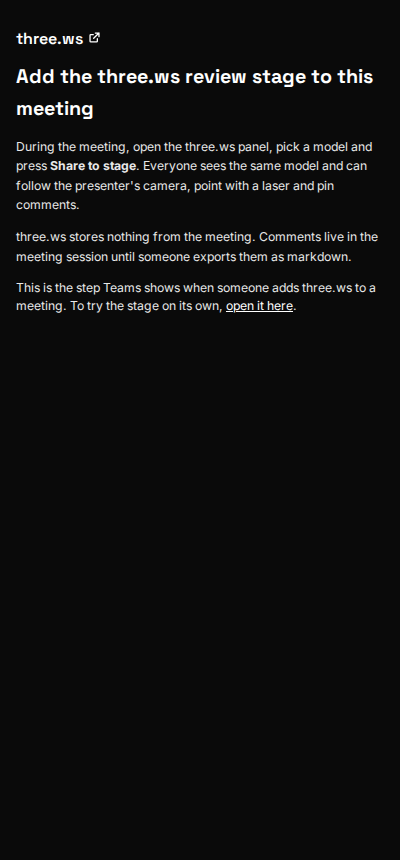 three.ws
Add the three.ws review stage to this
meeting
During the meeting, open the three.ws panel, pick a model and
press Share to stage. Everyone sees the same model and can
follow the presenter's camera, point with a laser and pin
comments.
three.ws stores nothing from the meeting. Comments live in the
meeting session until someone exports them as markdown.
This is the step Teams shows when someone adds three.ws to a
meeting. To try the stage on its own, open it here.